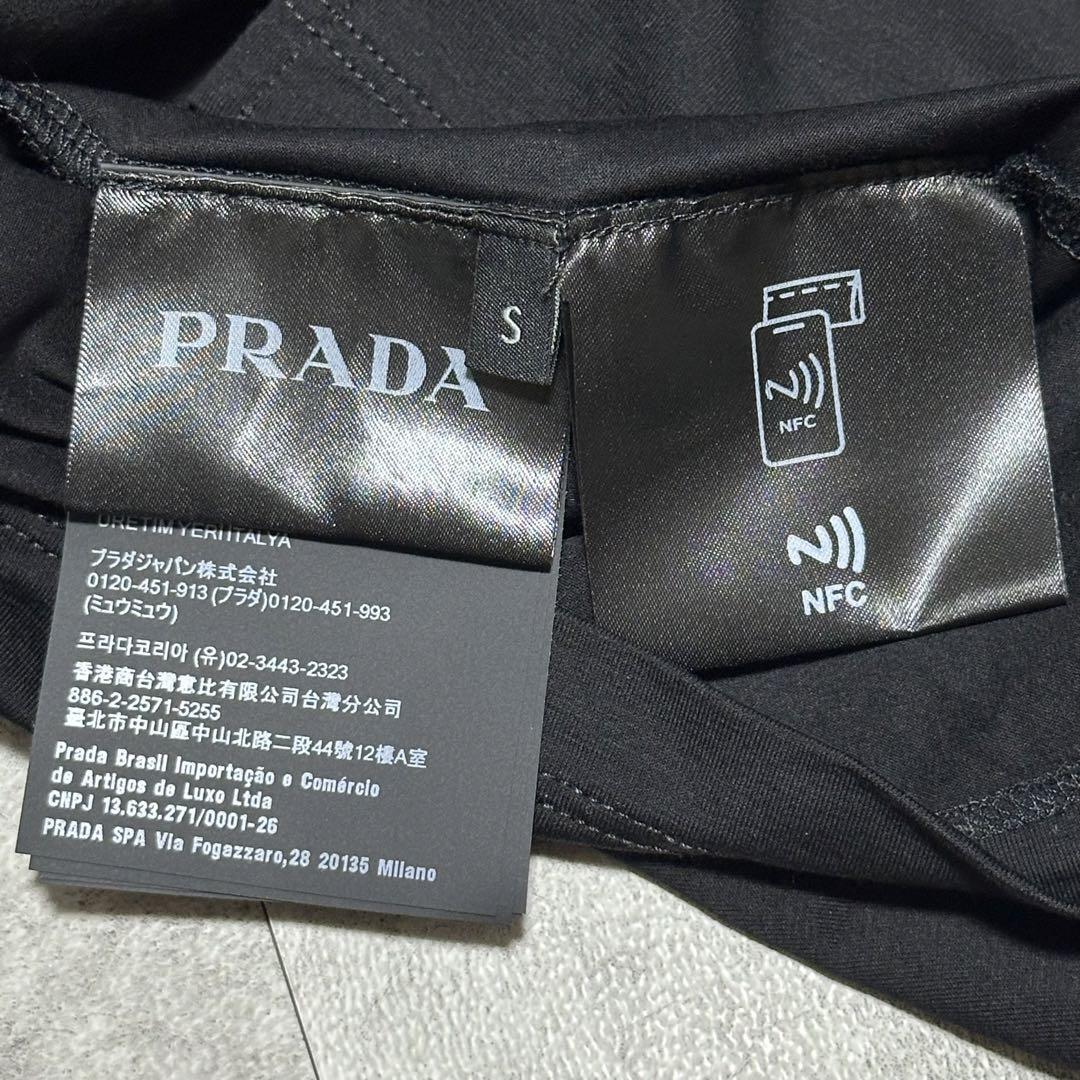 PRADA
S
NFC
NFC
ÜRETIM YERI ITALYA
プラダジャパン株式会社
0120-451-913 (プラダ)0120-451-993
(ミュウミュウ)
프라다코리아 (유)02-3443-2323
香港商台灣意比有限公司台灣分公司
886-2-2571-5255
臺北市中山區中山北路二段44號12樓A室
Prada Brasil Importação e Comércio
de Artigos de Luxo Ltda
CNPJ 13.633.271/0001-26
PRADA SPA Via Fogazzaro,28 20135 Milano